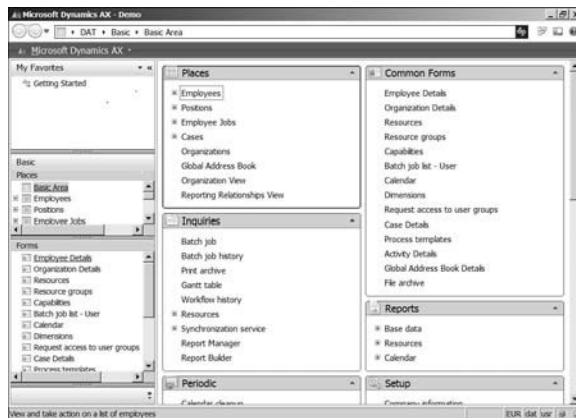 Microsoft Dynamics AX - Demo
DAT
Basic
Basic Area
Microsoft Dynamics AX
My Favorites
Getting Started
Basic
Places
Basic Area
Employees
Positions
Employee Jobs
Forms
Employee Details
Organization Details
Resources
Resource groups
Capabilities
Batch job list - User
Calendar
Dimensions
Request access to user groups
Case Details
Process templates
Places
Employees
Positions
Employee Jobs
Cases
Organizations
Global Address Book
Organization View
Reporting Relationships View
Inquiries
Batch job
Batch job history
Print archive
Gantt table
Workflow history
Resources
Synchronization service
Report Manager
Report Builder
Periodic
Calendar cleanup
Common Forms
Employee Details
Organization Details
Resources
Resource groups
Capabilities
Batch job list - User
Calendar
Dimensions
Request access to user groups
Case Details
Process templates
Activity Details
Global Address Book Details
File archive
Reports
Base data
Resources
Calendar
Setup
Company information
View and take action on a list of employees
EUR dat usr